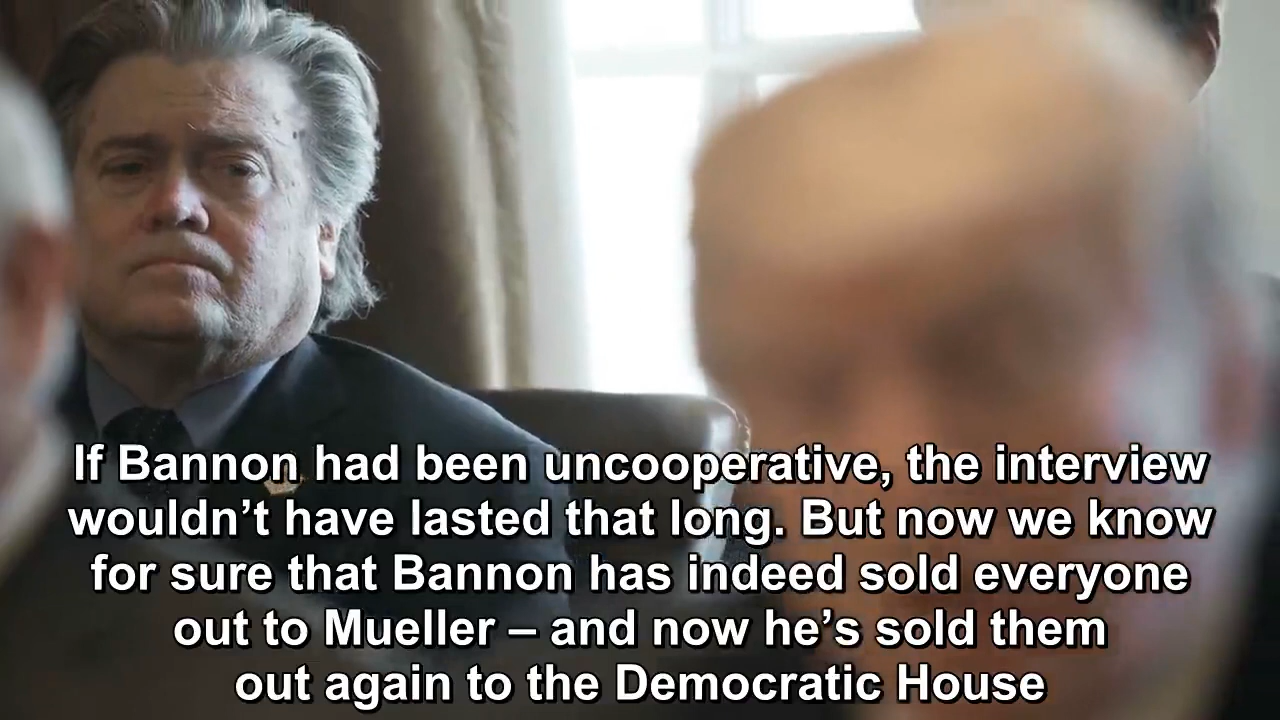 If Bannon had been uncooperative, the interview
wouldn’t have lasted that long. But now we know
for sure that Bannon has indeed sold everyone
out to Mueller – and now he’s sold them
out again to the Democratic House